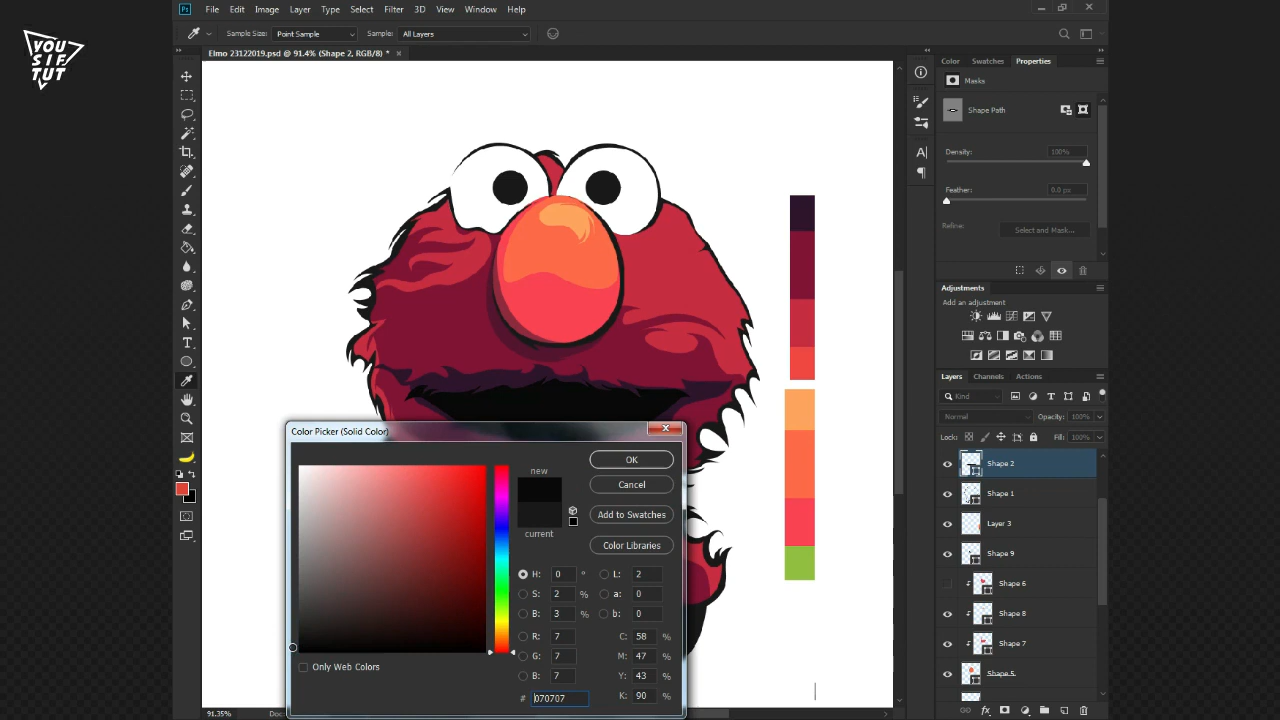 YOU
SIF
TUT
Ps
File Edit Image Layer Type Select Filter 3D View Window Help
Sample Size: Point Sample Sample: All Layers
Elmo 23122019.psd @ 91.4% (Shape 2, RGB/8) *
Color Swatches Properties
Masks
Shape Path
Density: 100%
Feather: 0.0 px
Refine: Select and Mask...
Adjustments
Add an adjustment
Layers Channels Actions
Kind
Normal Opacity: 100%
Lock: Fill: 100%
Shape 2
Shape 1
Layer 3
Shape 9
Shape 6
Shape 8
Shape 7
Shape 5
Color Picker (Solid Color)
new
current
OK
Cancel
Add to Swatches
Color Libraries
H: 0 ° L: 2
S: 2 % a: 0
B: 3 % b: 0
R: 7 C: 58 %
G: 7 M: 47 %
B: 7 Y: 43 %
# 070707 K: 90 %
Only Web Colors
91.35% Doc: